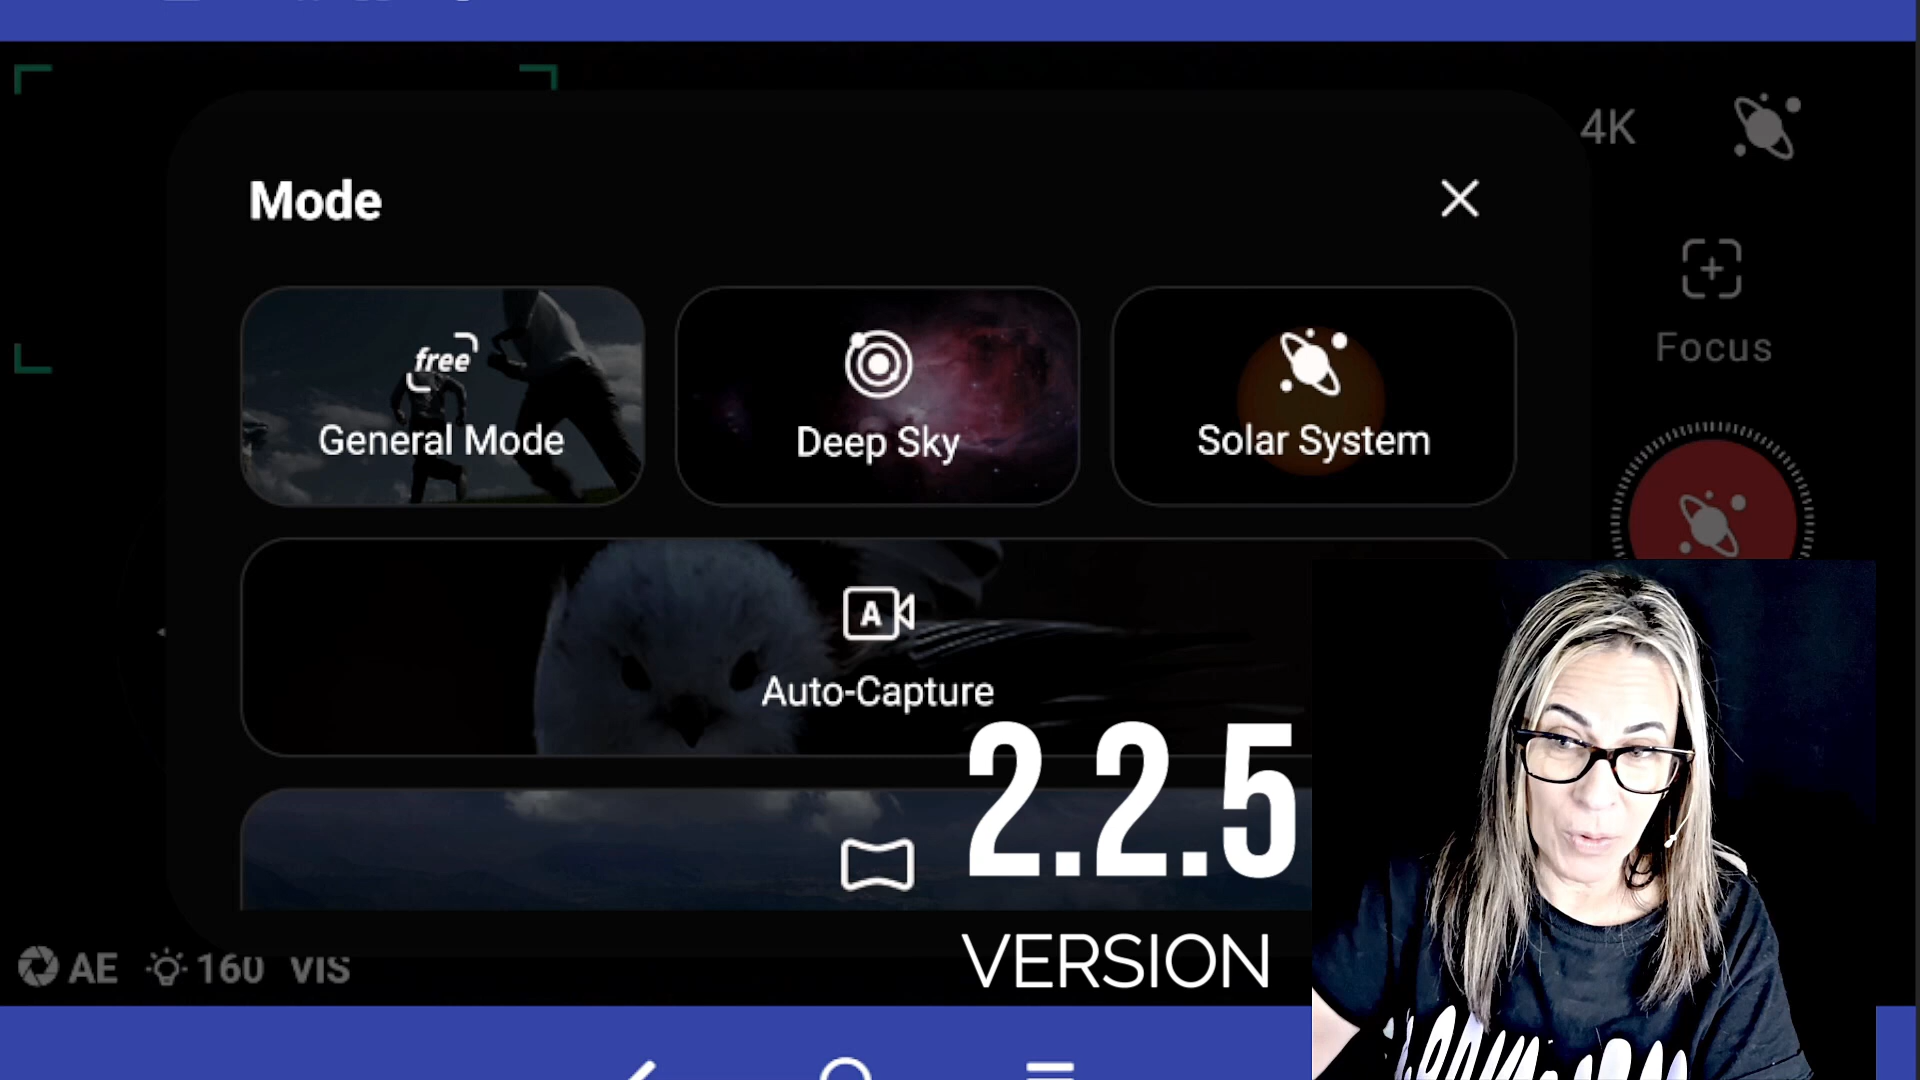 4K
Mode
free
General Mode
Deep Sky
Solar System
Focus
A
Auto-Capture
2.2.5
VERSION
AE 160 VIS